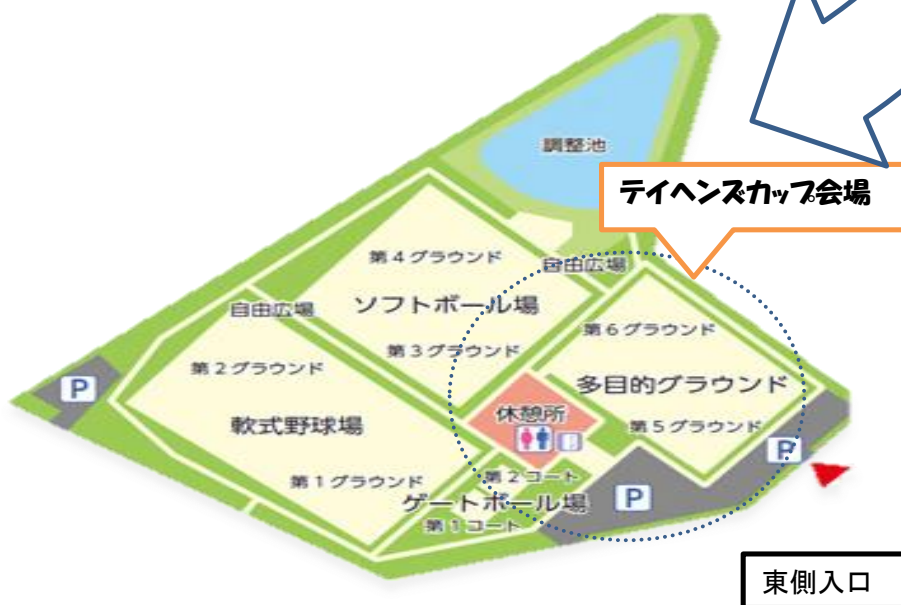 調整池
テイヘンズカップ会場
第4グラウンド
自由広場
自由広場
ソフトボール場
第6グラウンド
第3グラウンド
第2グラウンド
P
多目的グラウンド
休憩所
軟式野球場
第5グラウンド
P
第2コート
第1グラウンド
ゲートボール場
P
第1コート
東側入口